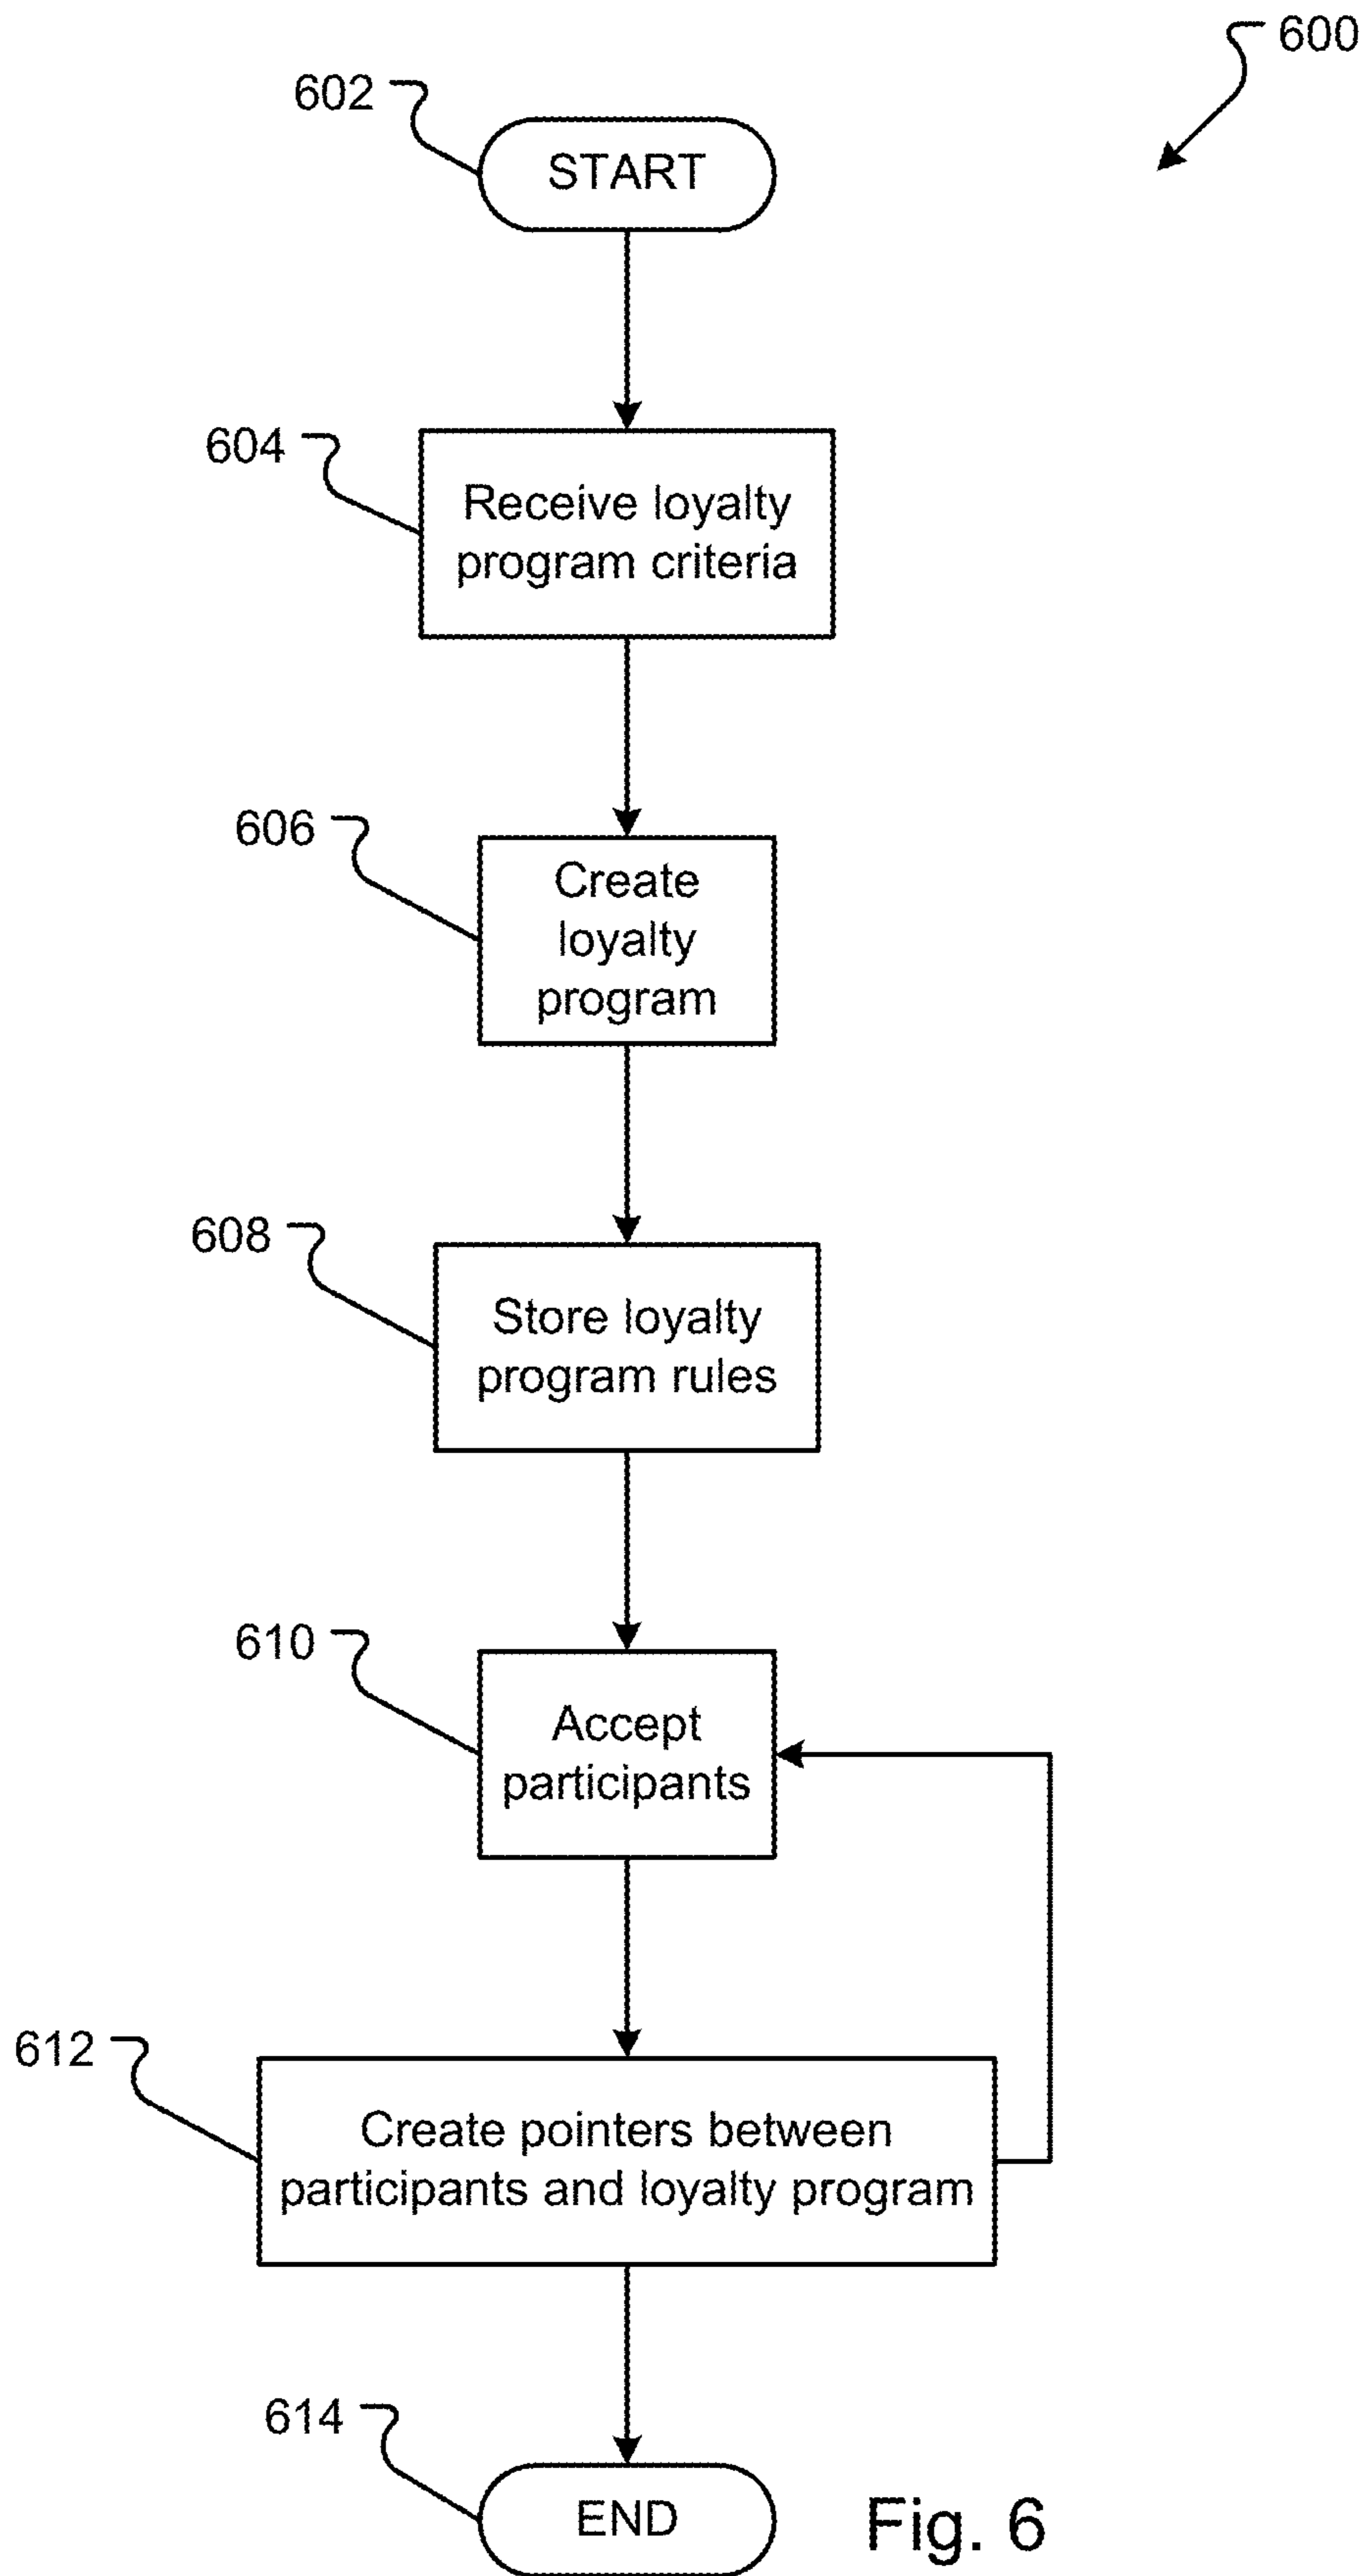 600
602
START
604
Receive loyalty
program criteria
606
Create
loyalty
program
608
Store loyalty
program rules
610
Accept
participants
612
Create pointers between
participants and loyalty program
614
END
Fig. 6